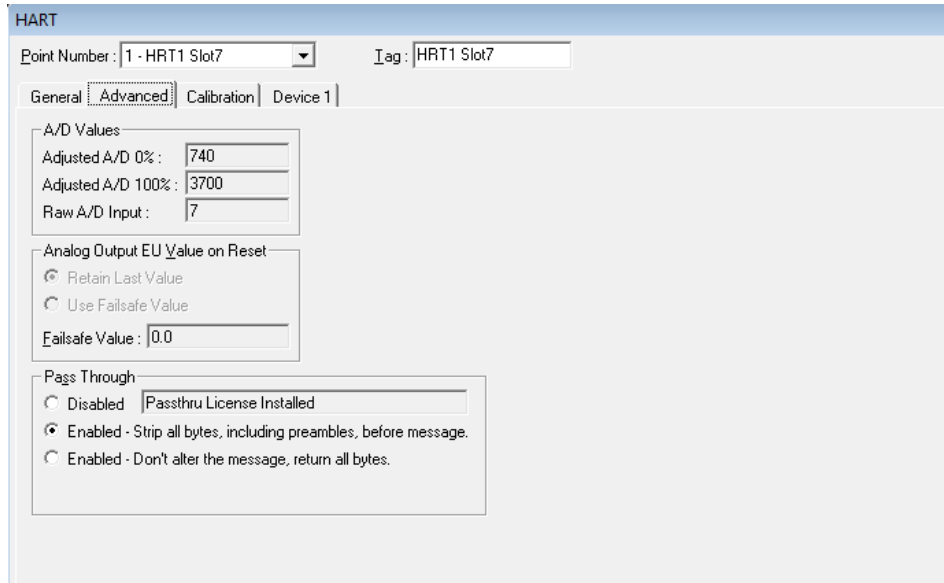 HART
Point Number : 1 - HRT1 Slot7 Tag : HRT1 Slot7
General Advanced Calibration Device 1
A/D Values
Adjusted A/D 0% : 740
Adjusted A/D 100% : 3700
Raw A/D Input : 7
Analog Output EU Value on Reset
Retain Last Value
Use Failsafe Value
Failsafe Value : 0.0
Pass Through
Disabled Passthru License Installed
Enabled - Strip all bytes, including preambles, before message.
Enabled - Don't alter the message, return all bytes.